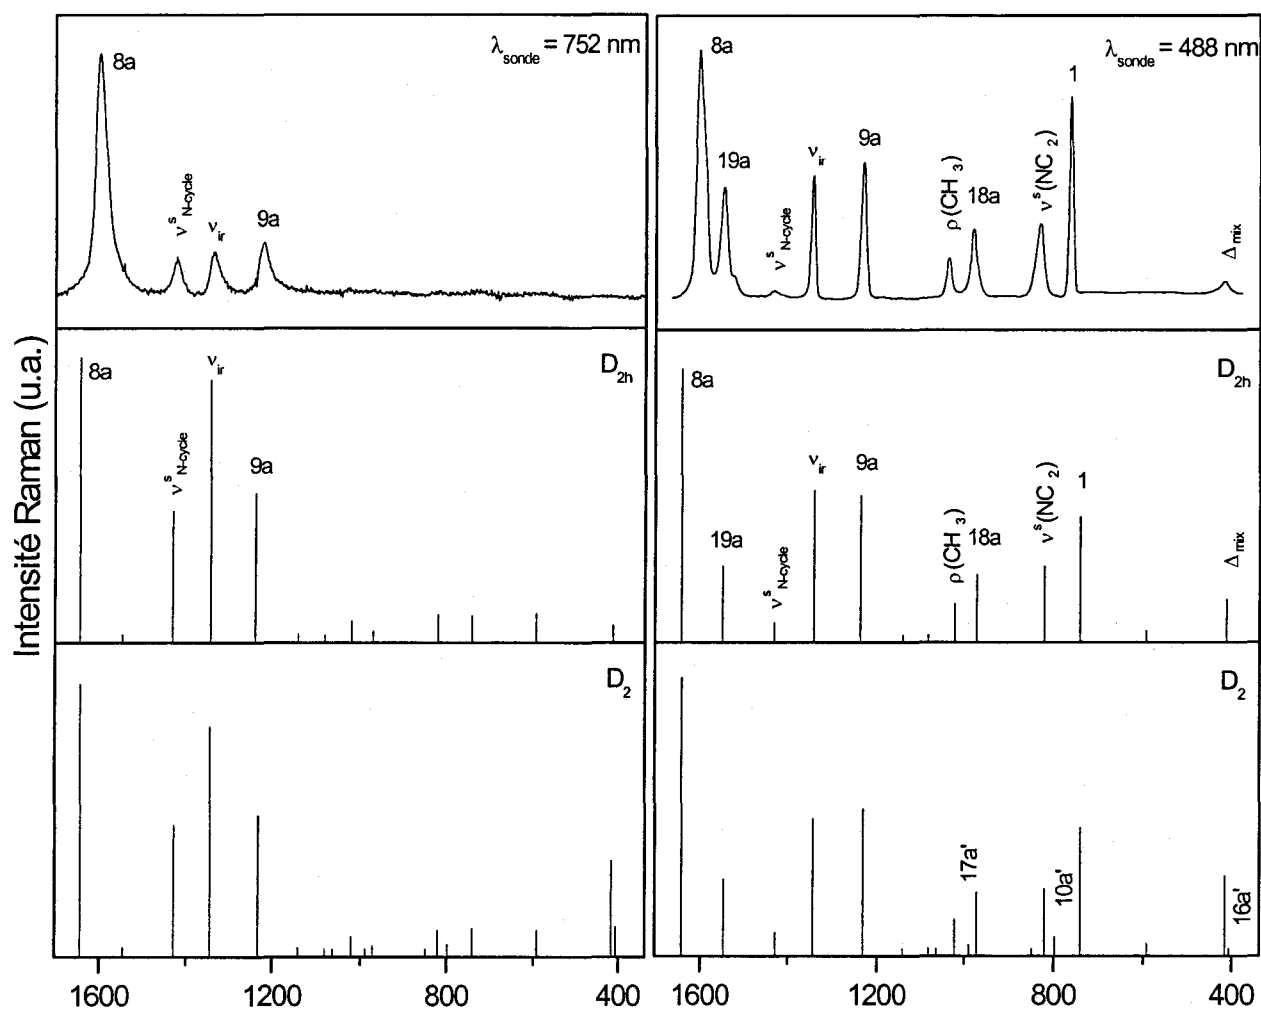 Intensité Raman (u.a.)
λsonde = 752 nm
8a
νsN-cycle
νir
9a
λsonde = 488 nm
8a
19a
νsN-cycle
νir
9a
ρ(CH3)
18a
νs(NC2)
1
Δmix
D2h
8a
νsN-cycle
νir
9a
D2h
8a
19a
νsN-cycle
νir
9a
ρ(CH3)
18a
νs(NC2)
1
Δmix
D2
D2
17a'
10a'
16a'
1600 1200 800 400
1600 1200 800 400